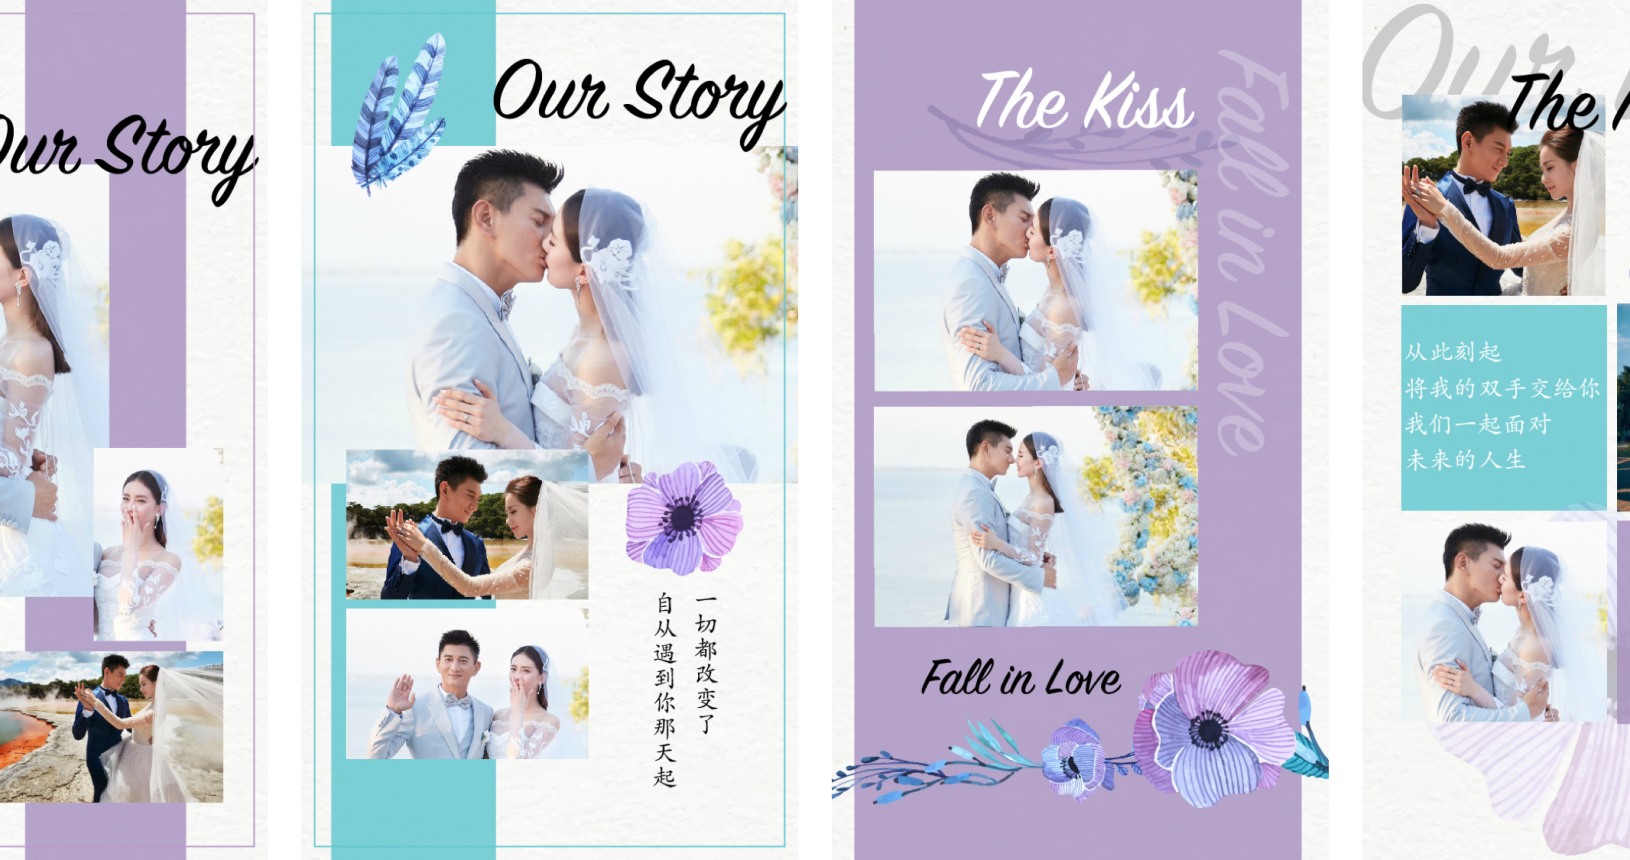 Our Story
Our Story
自从遇到你那天起
一切都改变了
The Kiss
Fall in Love
Fall in Love
Our
The
从此刻起
将我的双手交给你
我们一起面对
未来的人生